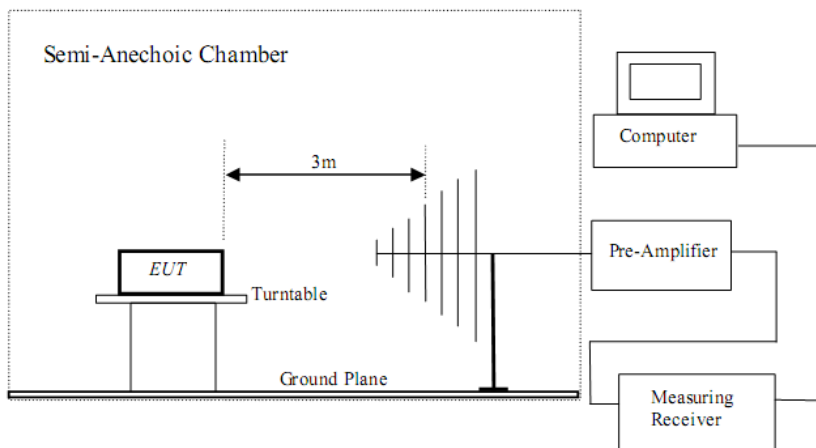 Semi-Anechoic Chamber
Computer
3m
Pre-Amplifier
EUT
Turntable
Ground Plane
Measuring
Receiver